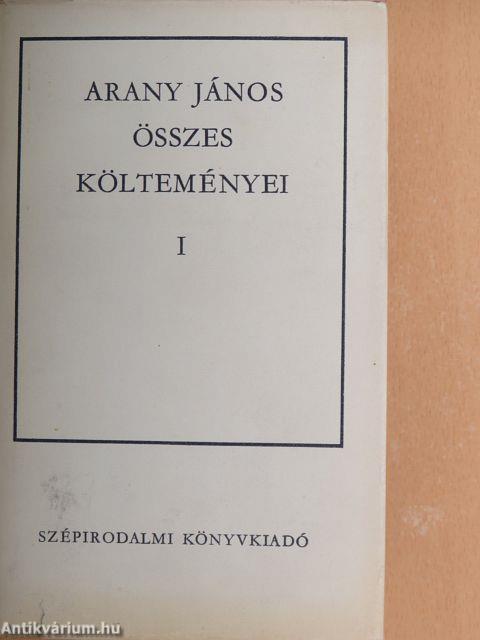 ARANY JÁNOS
ÖSSZES
KÖLTEMÉNYEI
I
SZÉPIRODALMI KÖNYVKIADÓ
Antikvárium.hu